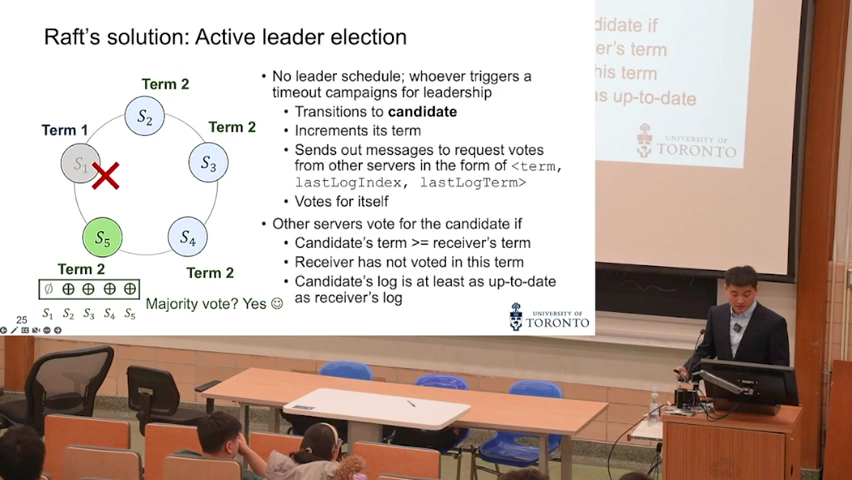 Raft's solution: Active leader election
Term 2
S2
Term 1
Term 2
S1
S3
S5
S4
Term 2
Term 2
∅ ⊕ ⊕ ⊕ ⊕
S1 S2 S3 S4 S5
Majority vote? Yes ☺
• No leader schedule; whoever triggers a
timeout campaigns for leadership
• Transitions to candidate
• Increments its term
• Sends out messages to request votes
from other servers in the form of <term,
lastLogIndex, lastLogTerm>
• Votes for itself
• Other servers vote for the candidate if
• Candidate's term >= receiver's term
• Receiver has not voted in this term
• Candidate's log is at least as up-to-date
as receiver's log
25
UNIVERSITY OF
TORONTO
didate if
er's term
his term
as up-to-date
UNIVERSITY OF
TORONTO